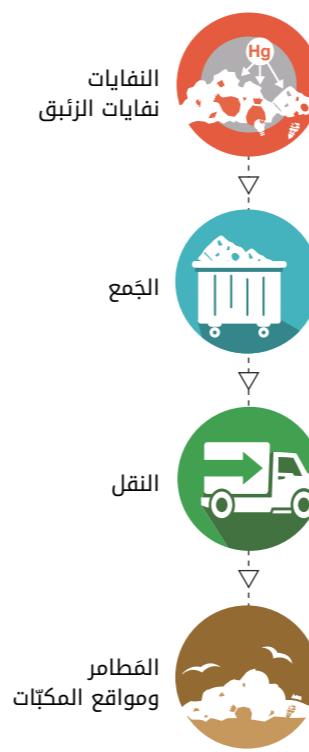 Hg
النفايات
نفايات الزئبق
الجَمع
النقل
المَطامر
ومواقع المكبّات